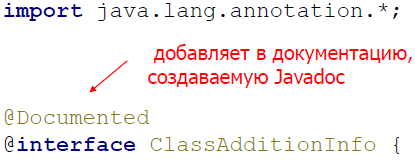 import java.lang.annotation.*;
добавляет в документацию,
создаваемую Javadoc
@Documented
@interface ClassAdditionInfo {